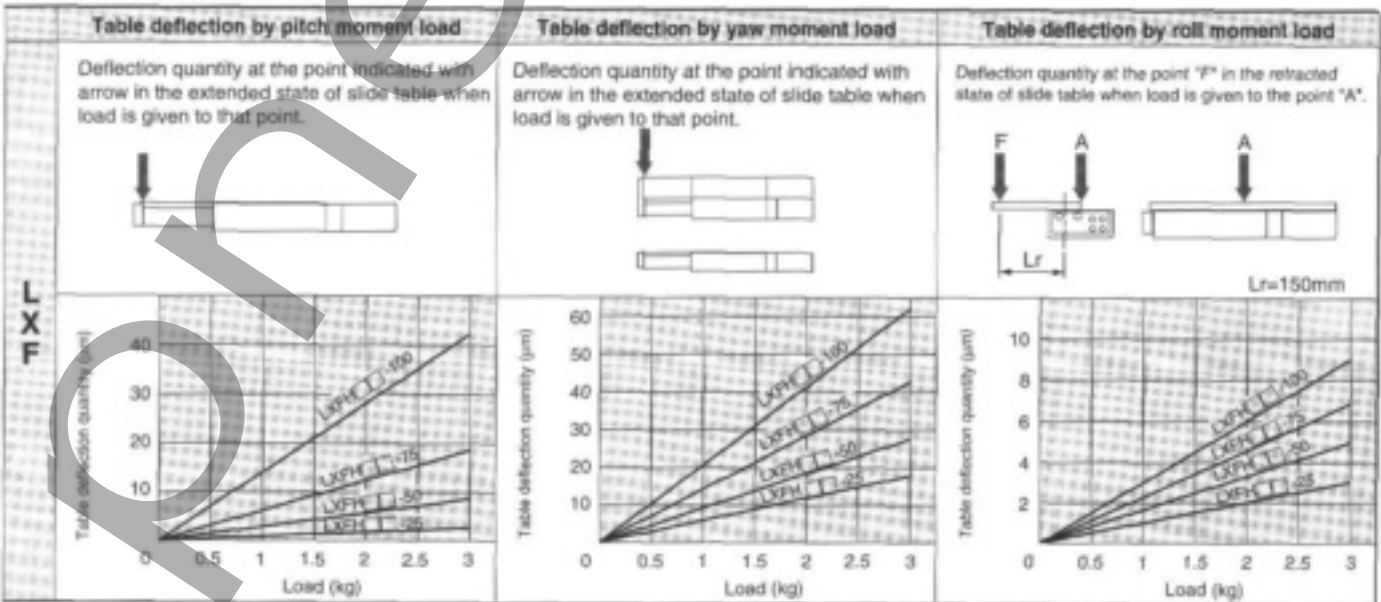 Table deflection by pitch moment load
Table deflection by yaw moment load
Table deflection by roll moment load
Deflection quantity at the point indicated with
arrow in the extended state of slide table when
load is given to that point.
Deflection quantity at the point indicated with
arrow in the extended state of slide table when
load is given to that point.
Deflection quantity at the point "F" in the retracted
state of slide table when load is given to the point "A".
F
A
A
Lr
Lr=150mm
LXF
Table deflection quantity (μm)
40
30
20
10
0
0.5
1
1.5
2
2.5
3
Load (kg)
LXFH□□-100
LXFH□□-75
LXFH□□-50
LXFH□□-25
Table deflection quantity (μm)
60
50
40
30
20
10
0
0.5
1
1.5
2
2.5
3
Load (kg)
LXFH□□-100
LXFH□□-75
LXFH□□-50
LXFH□□-25
Table deflection quantity (μm)
10
8
6
4
2
0
0.5
1
1.5
2
2.5
3
Load (kg)
LXFH□□-100
LXFH□□-75
LXFH□□-50
LXFH□□-25